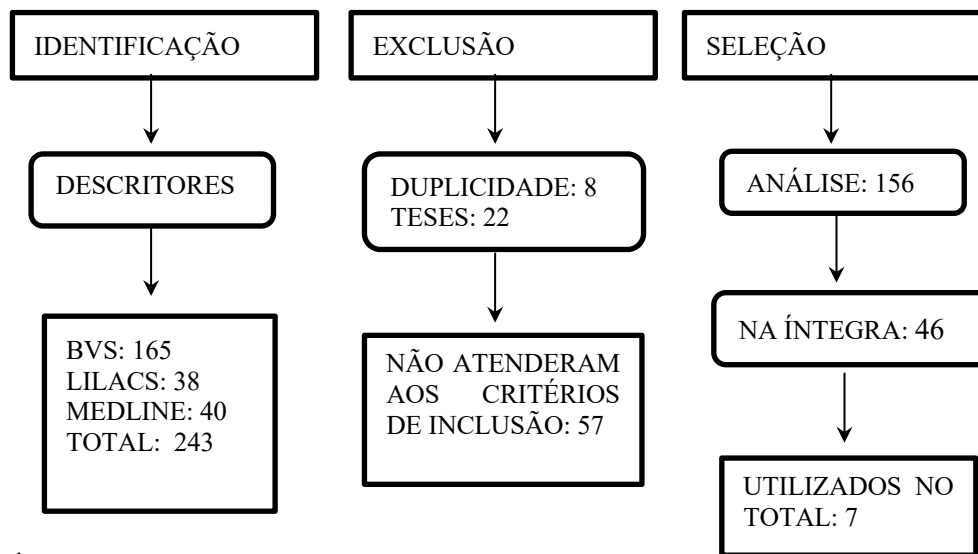 IDENTIFICAÇÃO
DESCRITORES
BVS: 165
LILACS: 38
MEDLINE: 40
TOTAL: 243
EXCLUSÃO
DUPLICIDADE: 8
TESES: 22
NÃO ATENDERAM
AOS CRITÉRIOS
DE INCLUSÃO: 57
SELEÇÃO
ANÁLISE: 156
NA ÍNTEGRA: 46
UTILIZADOS NO
TOTAL: 7